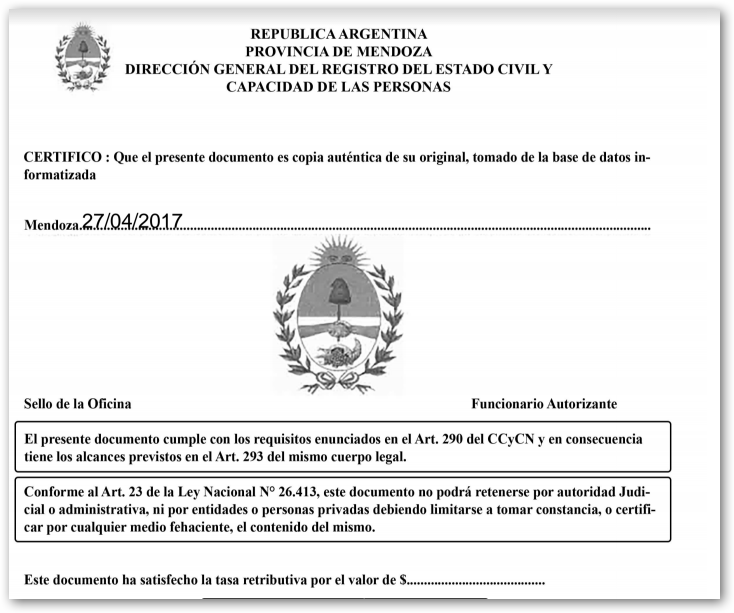 REPUBLICA ARGENTINA
PROVINCIA DE MENDOZA
DIRECCIÓN GENERAL DEL REGISTRO DEL ESTADO CIVIL Y
CAPACIDAD DE LAS PERSONAS
CERTIFICO : Que el presente documento es copia auténtica de su original, tomado de la base de datos in-
formatizada
Mendoza.27/04/2017...............................................................................................................
Sello de la Oficina
Funcionario Autorizante
El presente documento cumple con los requisitos enunciados en el Art. 290 del CCyCN y en consecuencia
tiene los alcances previstos en el Art. 293 del mismo cuerpo legal.
Conforme al Art. 23 de la Ley Nacional N° 26.413, este documento no podrá retenerse por autoridad Judi-
cial o administrativa, ni por entidades o personas privadas debiendo limitarse a tomar constancia, o certifi-
car por cualquier medio fehaciente, el contenido del mismo.
Este documento ha satisfecho la tasa retributiva por el valor de $.........................................